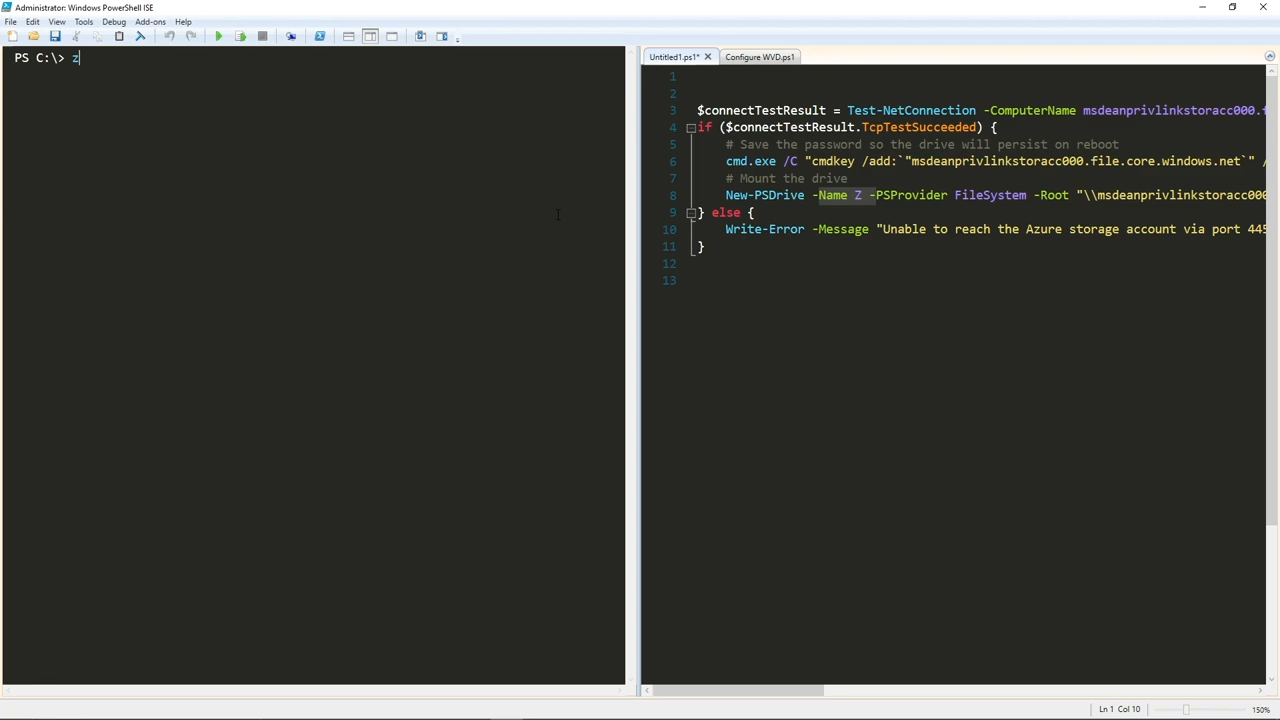 Administrator: Windows PowerShell ISE
File Edit View Tools Debug Add-ons Help
PS C:\> z
Untitled1.ps1* Configure WVD.ps1
1
2
3 $connectTestResult = Test-NetConnection -ComputerName msdeanprivlinkstoracc000.f
4 if ($connectTestResult.TcpTestSucceeded) {
5 # Save the password so the drive will persist on reboot
6 cmd.exe /C "cmdkey /add:`"msdeanprivlinkstoracc000.file.core.windows.net`" /
7 # Mount the drive
8 New-PSDrive -Name Z -PSProvider FileSystem -Root "\\msdeanprivlinkstoracc000
9 } else {
10 Write-Error -Message "Unable to reach the Azure storage account via port 445
11 }
12
13
Ln 1 Col 10 150%